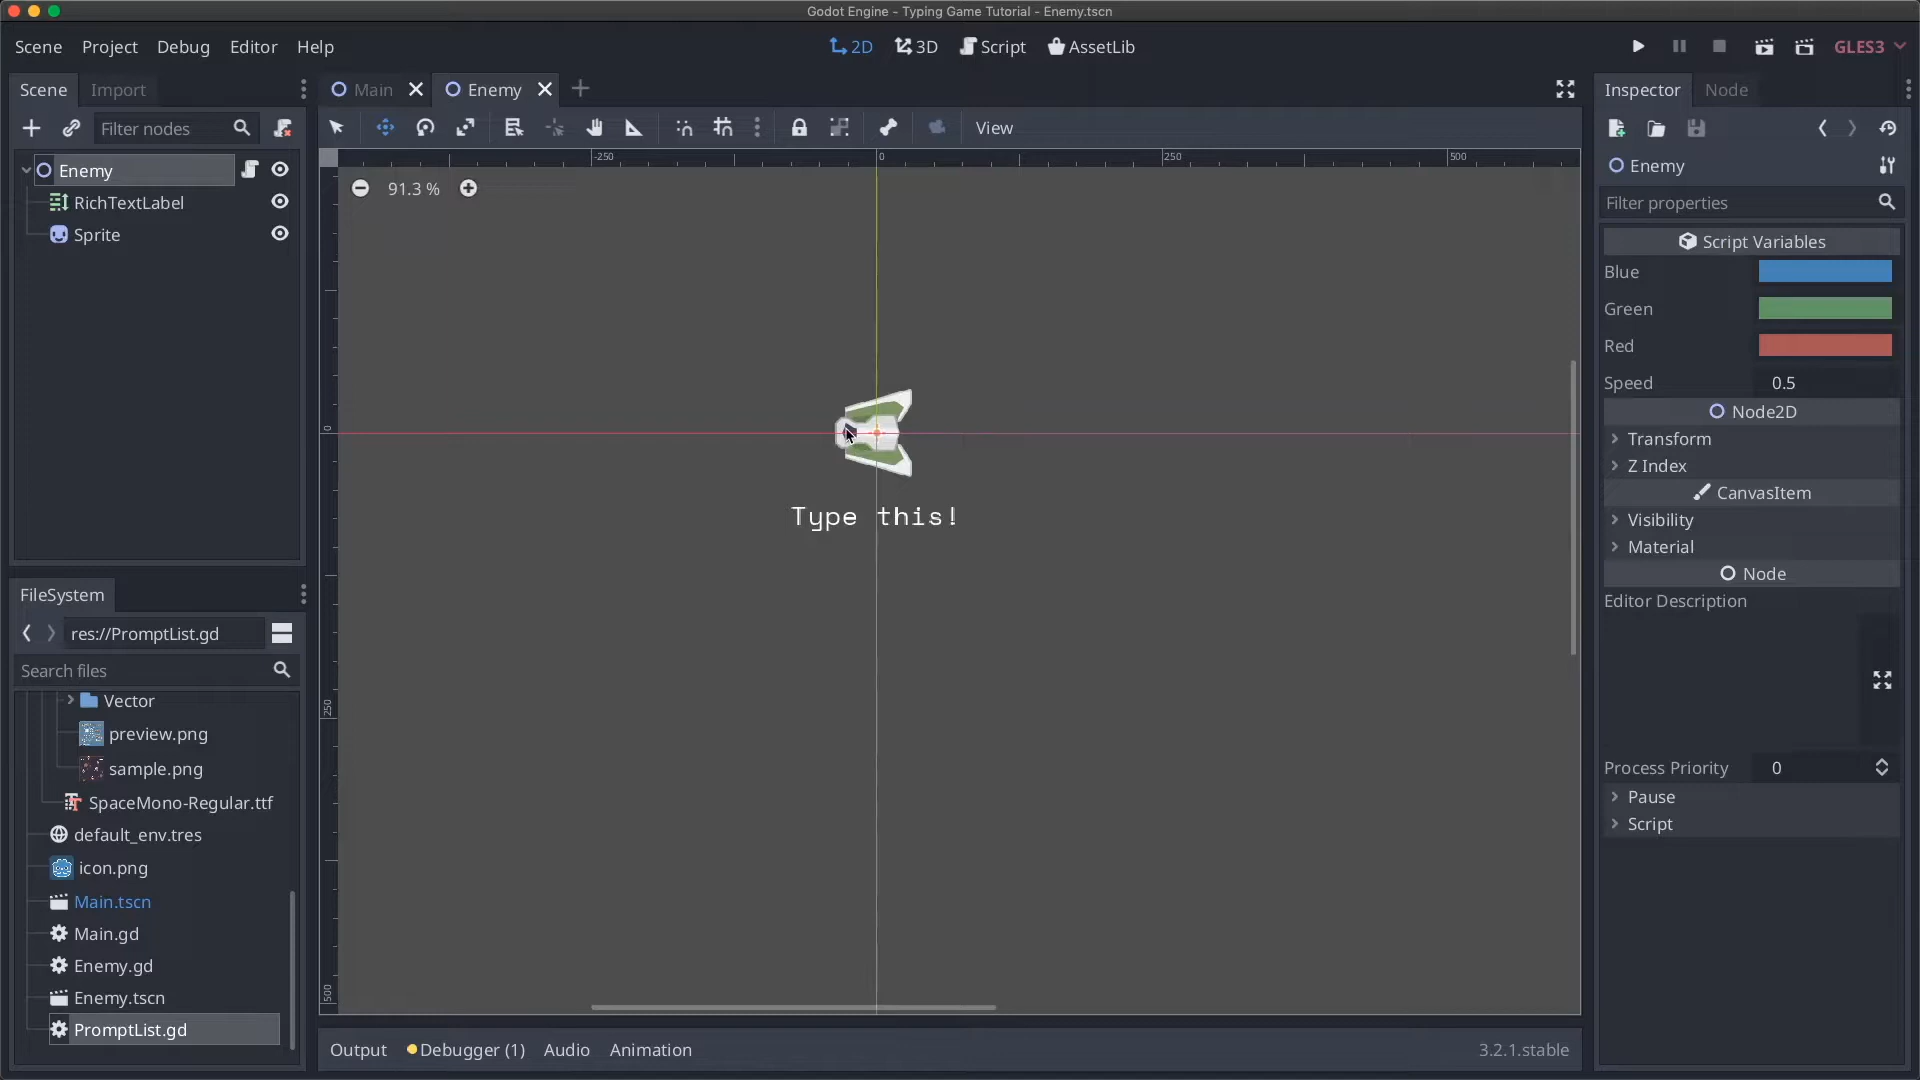 Godot Engine - Typing Game Tutorial - Enemy.tscn
Scene Project Debug Editor Help
2D 3D Script AssetLib
GLES3
Scene Import
Main Enemy
Inspector Node
Filter nodes
View
Enemy
RichTextLabel
Sprite
-250 0 250 500
91.3 %
0
250
500
Type this!
Enemy
Filter properties
Script Variables
Blue
Green
Red
Speed 0.5
Node2D
Transform
Z Index
CanvasItem
Visibility
Material
Node
Editor Description
Process Priority 0
Pause
Script
FileSystem
res://PromptList.gd
Search files
Vector
preview.png
sample.png
SpaceMono-Regular.ttf
default_env.tres
icon.png
Main.tscn
Main.gd
Enemy.gd
Enemy.tscn
PromptList.gd
Output Debugger (1) Audio Animation
3.2.1.stable